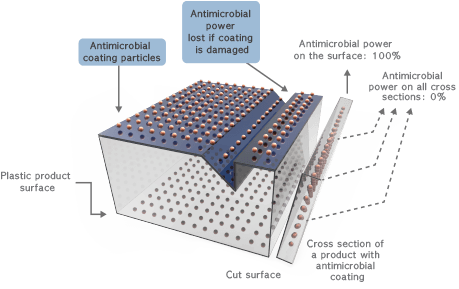 Antimicrobial
coating particles
Antimicrobial
power
lost if coating
is damaged
Antimicrobial power
on the surface: 100%
Antimicrobial
power on all cross
sections: 0%
Plastic product
surface
Cut surface
Cross section of
a product with
antimicrobial
coating